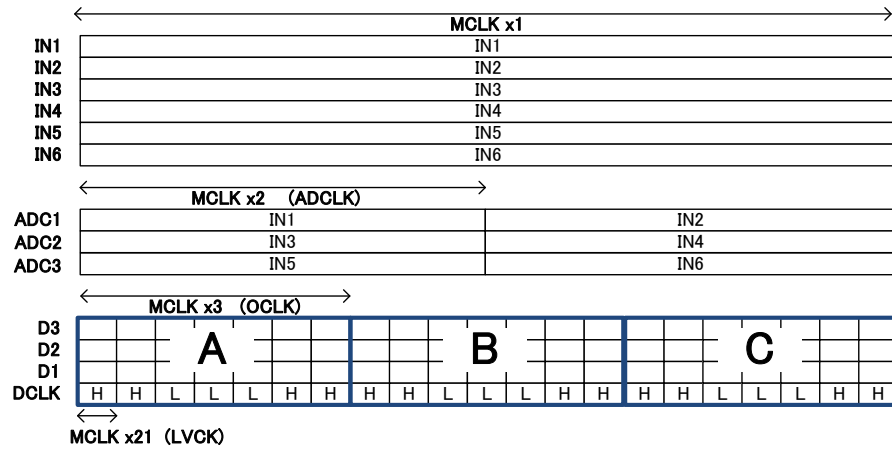 MCLK x1
IN1 IN1
IN2 IN2
IN3 IN3
IN4 IN4
IN5 IN5
IN6 IN6
MCLK x2 (ADCLK)
ADC1 IN1 IN2
ADC2 IN3 IN4
ADC3 IN5 IN6
MCLK x3 (OCLK)
D3
D2 A B C
D1
DCLK H H L L L H H H H L L L H H H H L L L H H
MCLK x21 (LVCK)